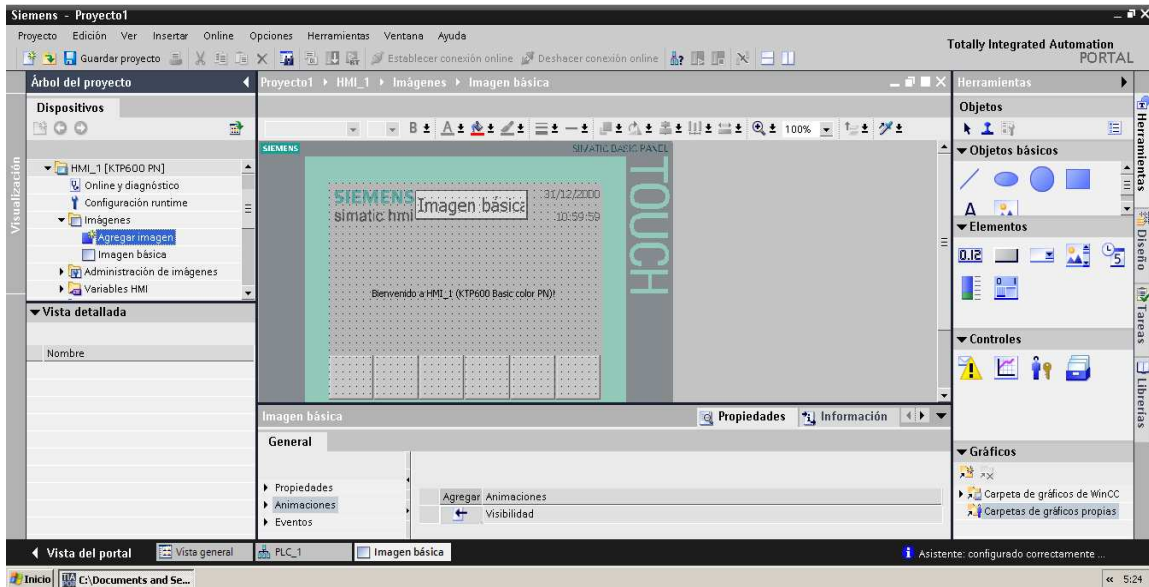 Siemens - Proyecto1
Proyecto Edición Ver Insertar Online Opciones Herramientas Ventana Ayuda
Totally Integrated Automation
PORTAL
Guardar proyecto Establecer conexión online Deshacer conexión online
Árbol del proyecto
Proyecto1 HMI_1 Imágenes Imagen básica
Herramientas
Dispositivos
Objetos
B A 100%
Objetos básicos
A
SIEMENS SIMATIC BASIC PANEL
TOUCH
HMI_1 [KTP600 PN]
Online y diagnóstico
Configuración runtime
Imágenes
Agregar imagen
Imagen básica
Administración de imágenes
Variables HMI
SIEMENS
simatic hmi
Imagen básica
31/12/2000
10:59:59
Bienvenido a HMI_1 (KTP600 Basic color PN)!
Elementos
0.12
5
0 1
Vista detallada
Nombre
Controles
Imagen básica
Propiedades Información
General
Propiedades
Animaciones
Eventos
Agregar Animaciones
Visibilidad
Gráficos
Carpeta de gráficos de WinCC
Carpetas de gráficos propias
Visualización
Herramientas
Diseño
Tareas
Librerías
Vista del portal Vista general PLC_1 Imagen básica
Asistente: configurado correctamente ...
Inicio C:\Documents and Se...
5:24